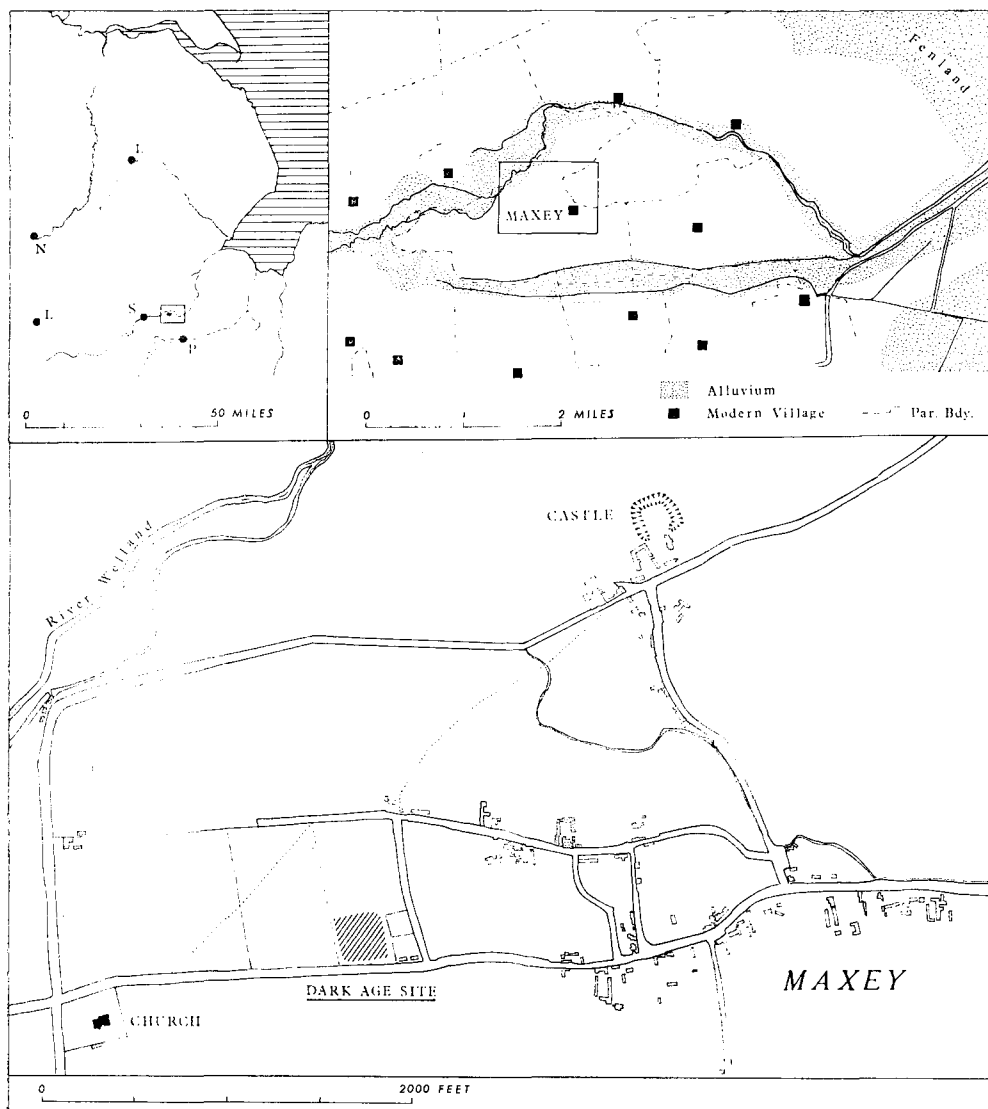 L
N
L
S
P
0 50 MILES
Fenland
MAXEY
Alluvium
Modern Village
Par. Bdy.
0 1 2 MILES
River Welland
CASTLE
DARK AGE SITE
CHURCH
MAXEY
0 2000 FEET